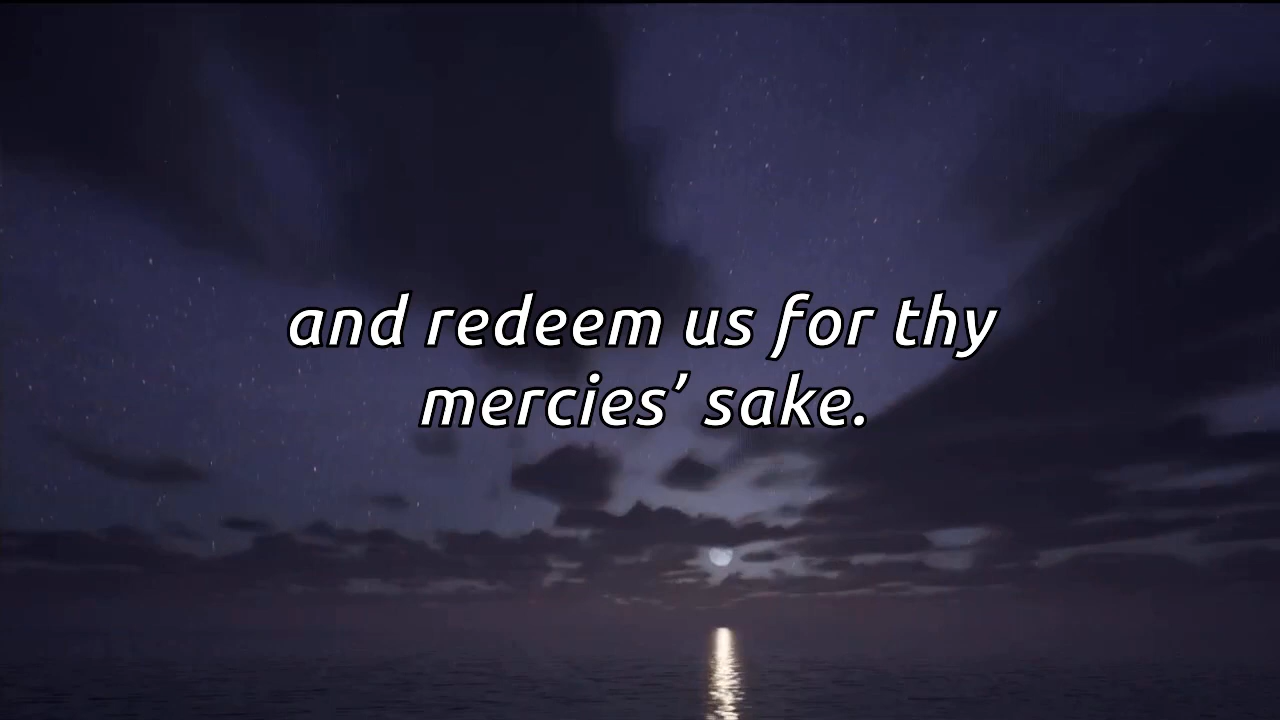 and redeem us for thy
mercies’ sake.